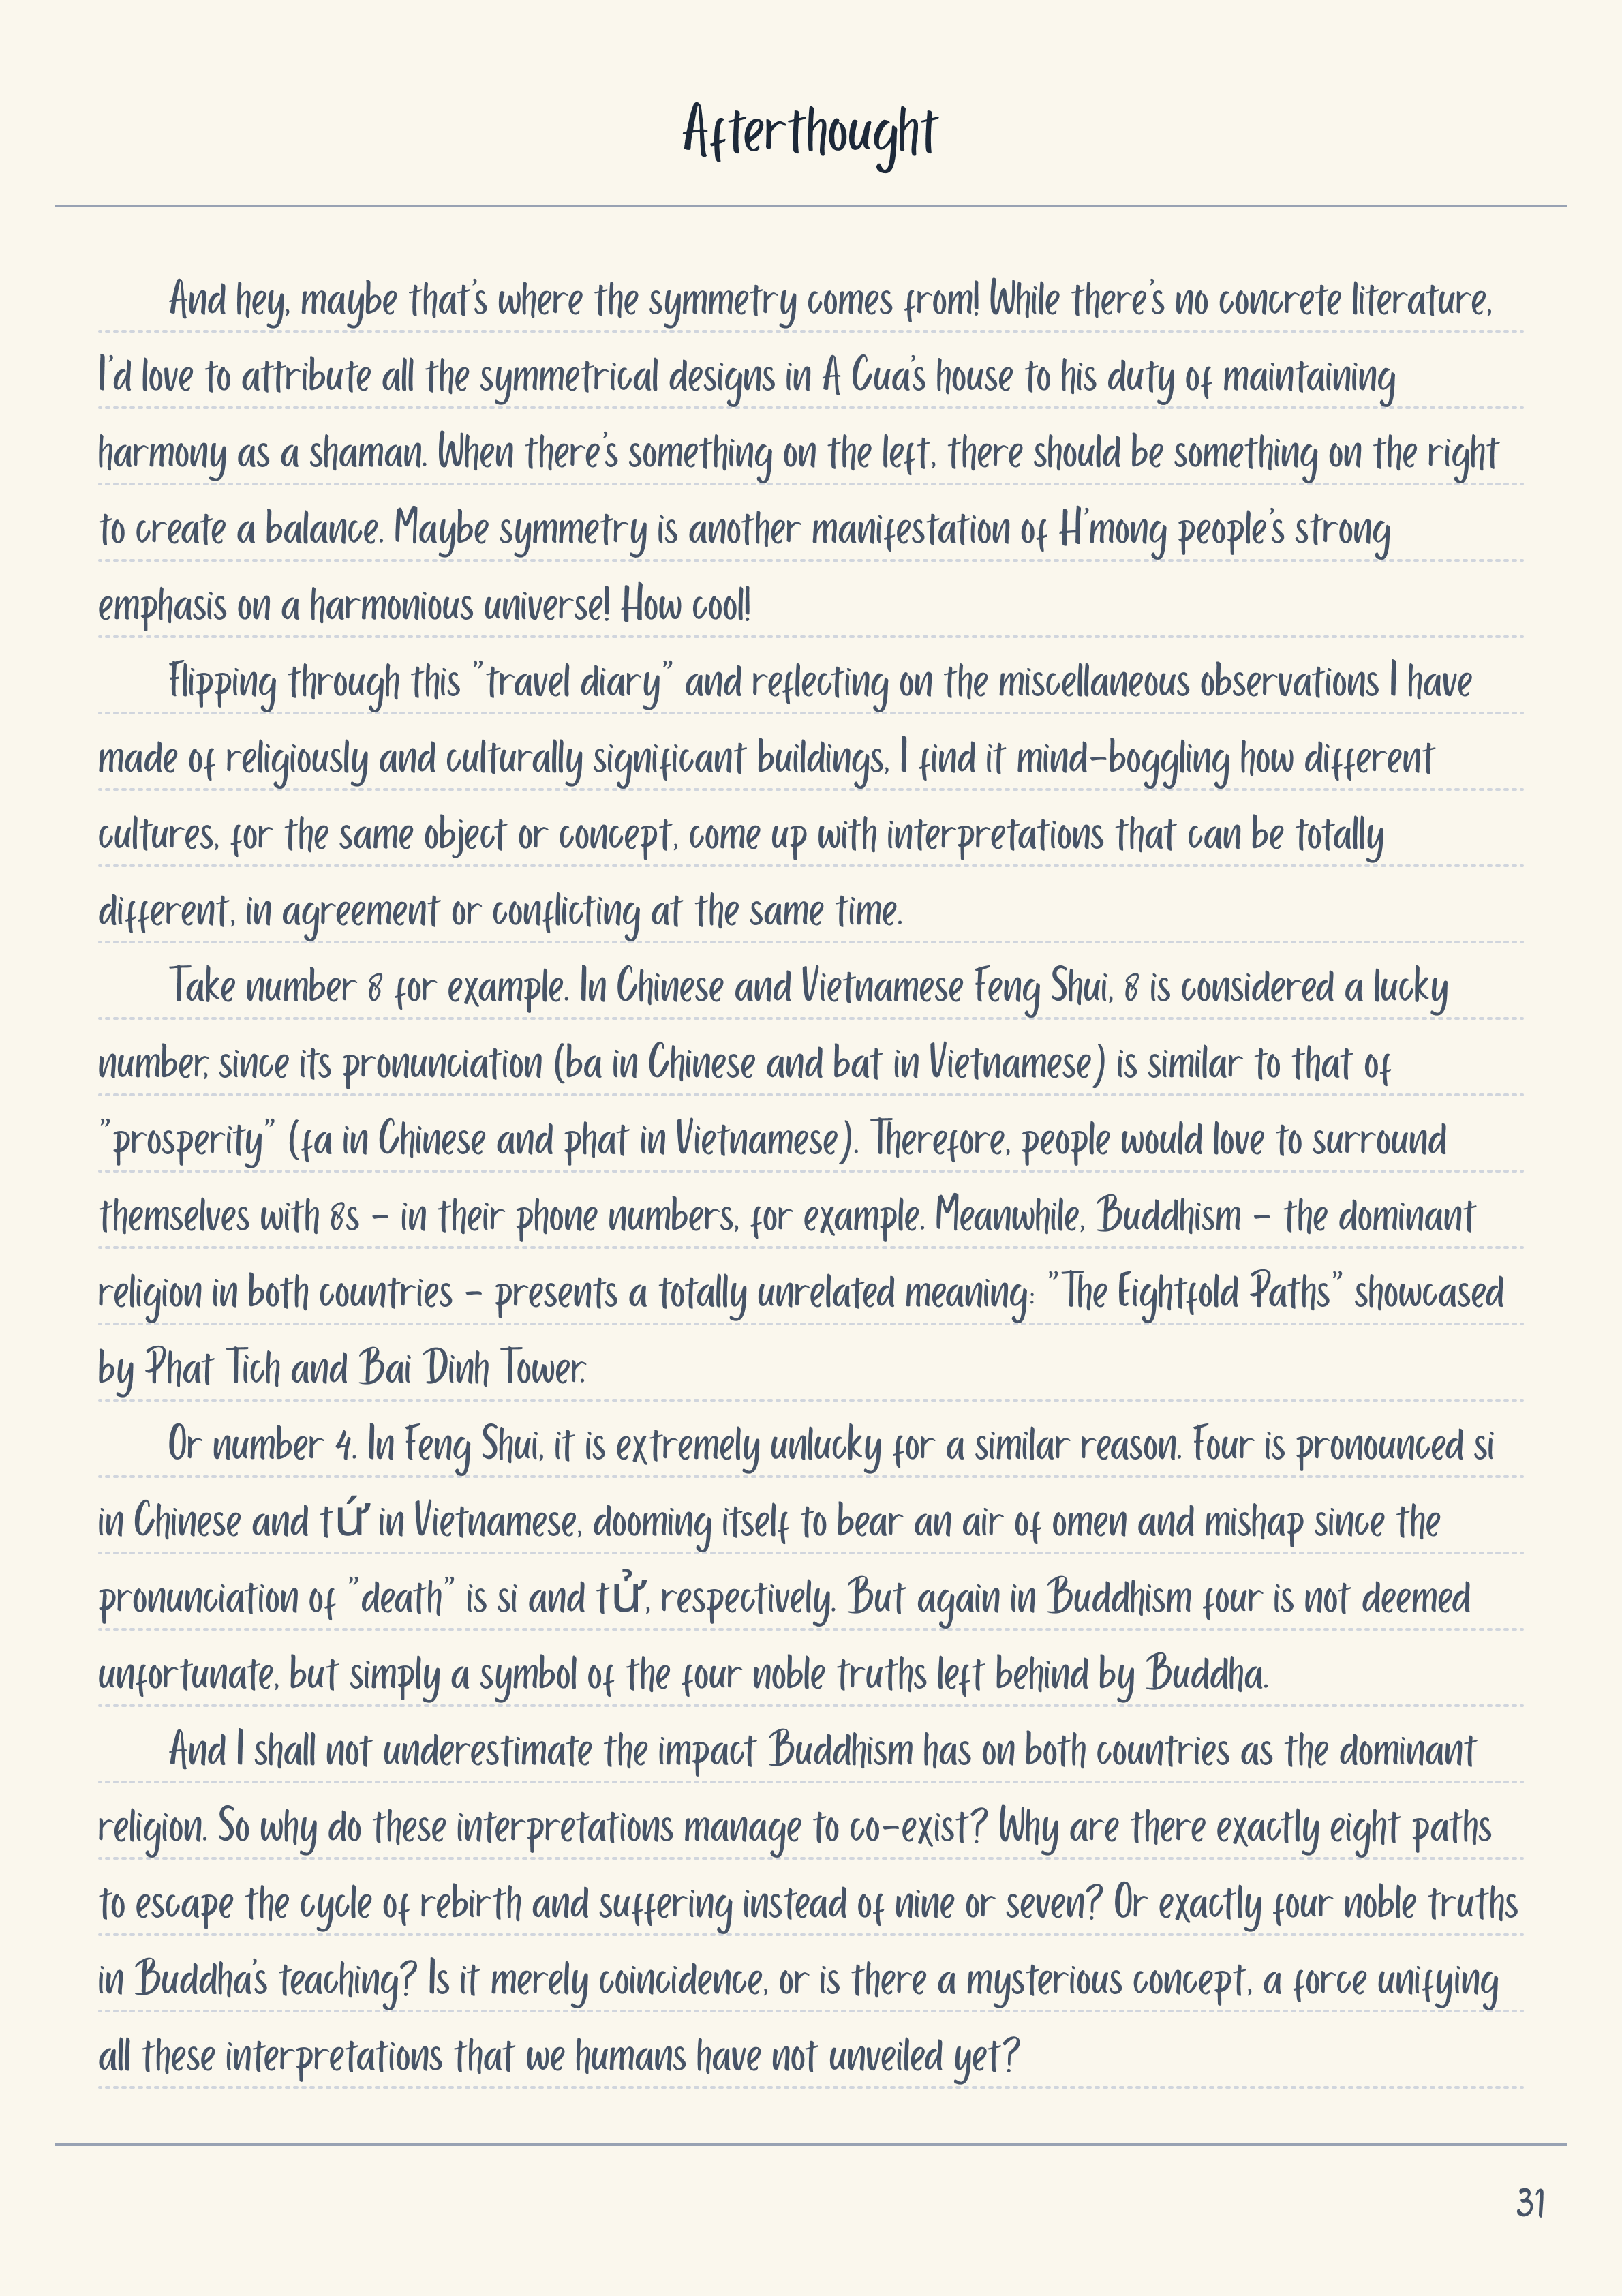 Afterthought
And hey, maybe that's where the symmetry comes from! While there's no concrete literature,
I'd love to attribute all the symmetrical designs in A Cua's house to his duty of maintaining
harmony as a shaman. When there's something on the left, there should be something on the right
to create a balance. Maybe symmetry is another manifestation of H'mong people's strong
emphasis on a harmonious universe! How cool!
Flipping through this "travel diary" and reflecting on the miscellaneous observations I have
made of religiously and culturally significant buildings, I find it mind-boggling how different
cultures, for the same object or concept, come up with interpretations that can be totally
different, in agreement or conflicting at the same time.
Take number 8 for example. In Chinese and Vietnamese Feng Shui, 8 is considered a lucky
number, since its pronunciation (ba in Chinese and bat in Vietnamese) is similar to that of
"prosperity" (fa in Chinese and phat in Vietnamese). Therefore, people would love to surround
themselves with 8s - in their phone numbers, for example. Meanwhile, Buddhism - the dominant
religion in both countries - presents a totally unrelated meaning: "The Eightfold Paths" showcased
by Phat Tich and Bai Dinh Tower.
Or number 4. In Feng Shui, it is extremely unlucky for a similar reason. Four is pronounced si
in Chinese and tứ in Vietnamese, dooming itself to bear an air of omen and mishap since the
pronunciation of "death" is si and tử, respectively. But again in Buddhism four is not deemed
unfortunate, but simply a symbol of the four noble truths left behind by Buddha.
And I shall not underestimate the impact Buddhism has on both countries as the dominant
religion. So why do these interpretations manage to co-exist? Why are there exactly eight paths
to escape the cycle of rebirth and suffering instead of nine or seven? Or exactly four noble truths
in Buddha's teaching? Is it merely coincidence, or is there a mysterious concept, a force unifying
all these interpretations that we humans have not unveiled yet?
31